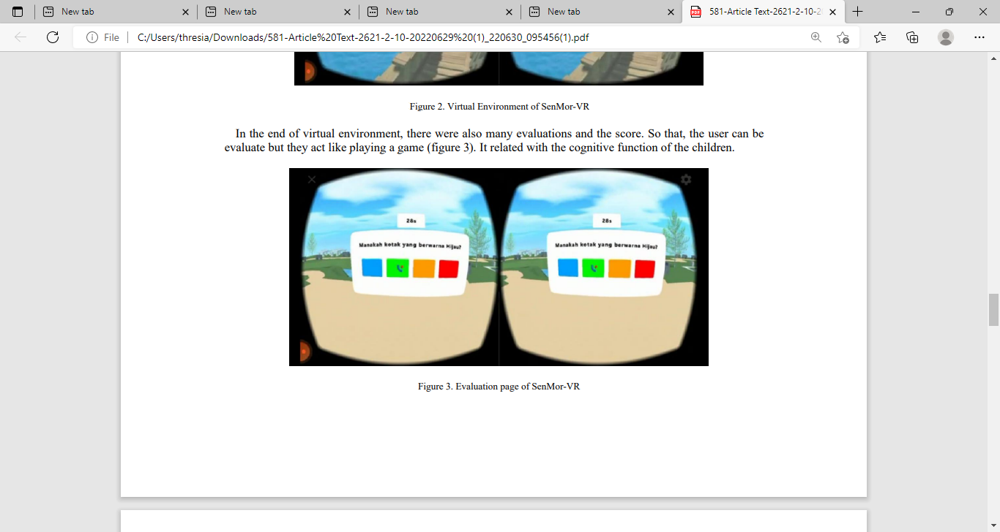 New tab
New tab
New tab
New tab
581-Article Text-2621-2-10-2
File
C:/Users/thresia/Downloads/581-Article%20Text-2621-2-10-20220629%20(1)_220630_095456(1).pdf
Figure 2. Virtual Environment of SenMor-VR
In the end of virtual environment, there were also many evaluations and the score. So that, the user can be
evaluate but they act like playing a game (figure 3). It related with the cognitive function of the children.
28s
28s
Manakah kotak yang berwarna Hijau?
Manakah kotak yang berwarna Hijau?
Figure 3. Evaluation page of SenMor-VR